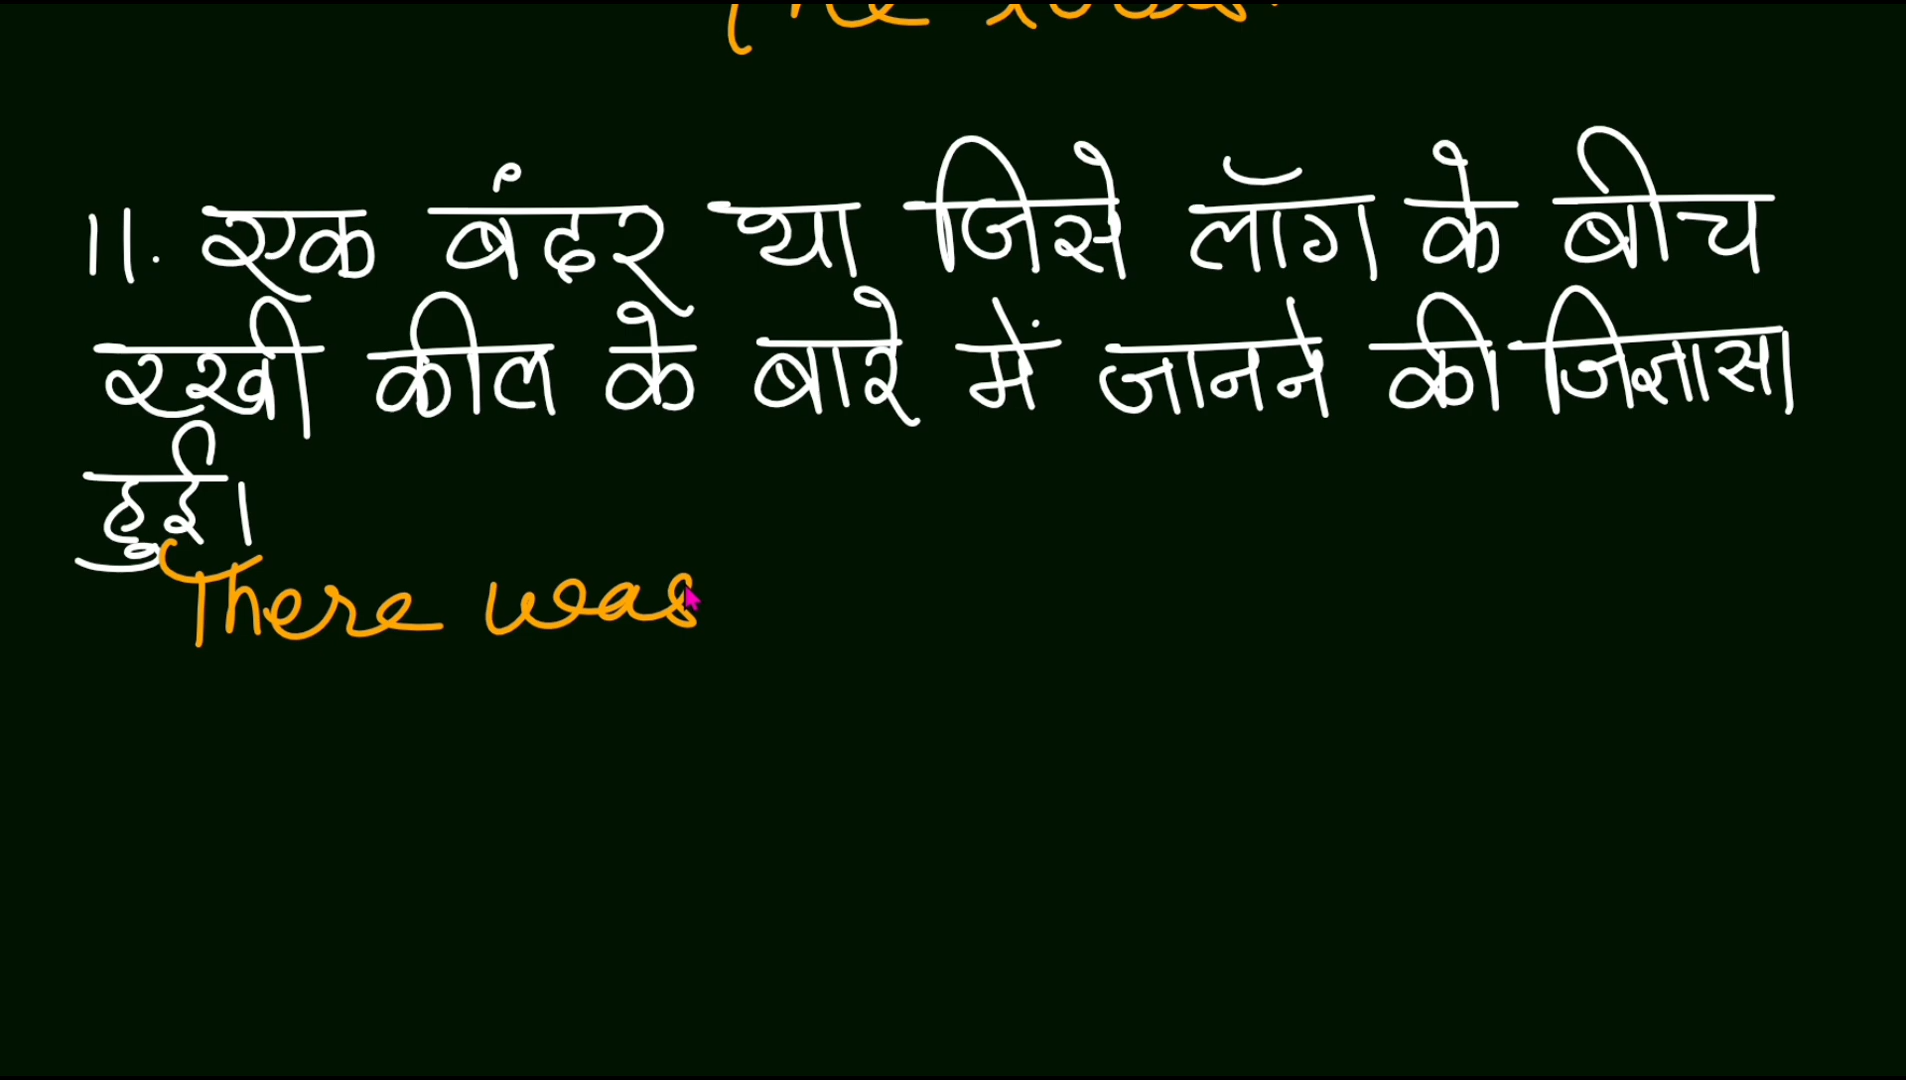 11. एक बंदर था जिसे लॉग के बीच
रखी कील के बारे में जानने की जिज्ञासा
हुई।
There was